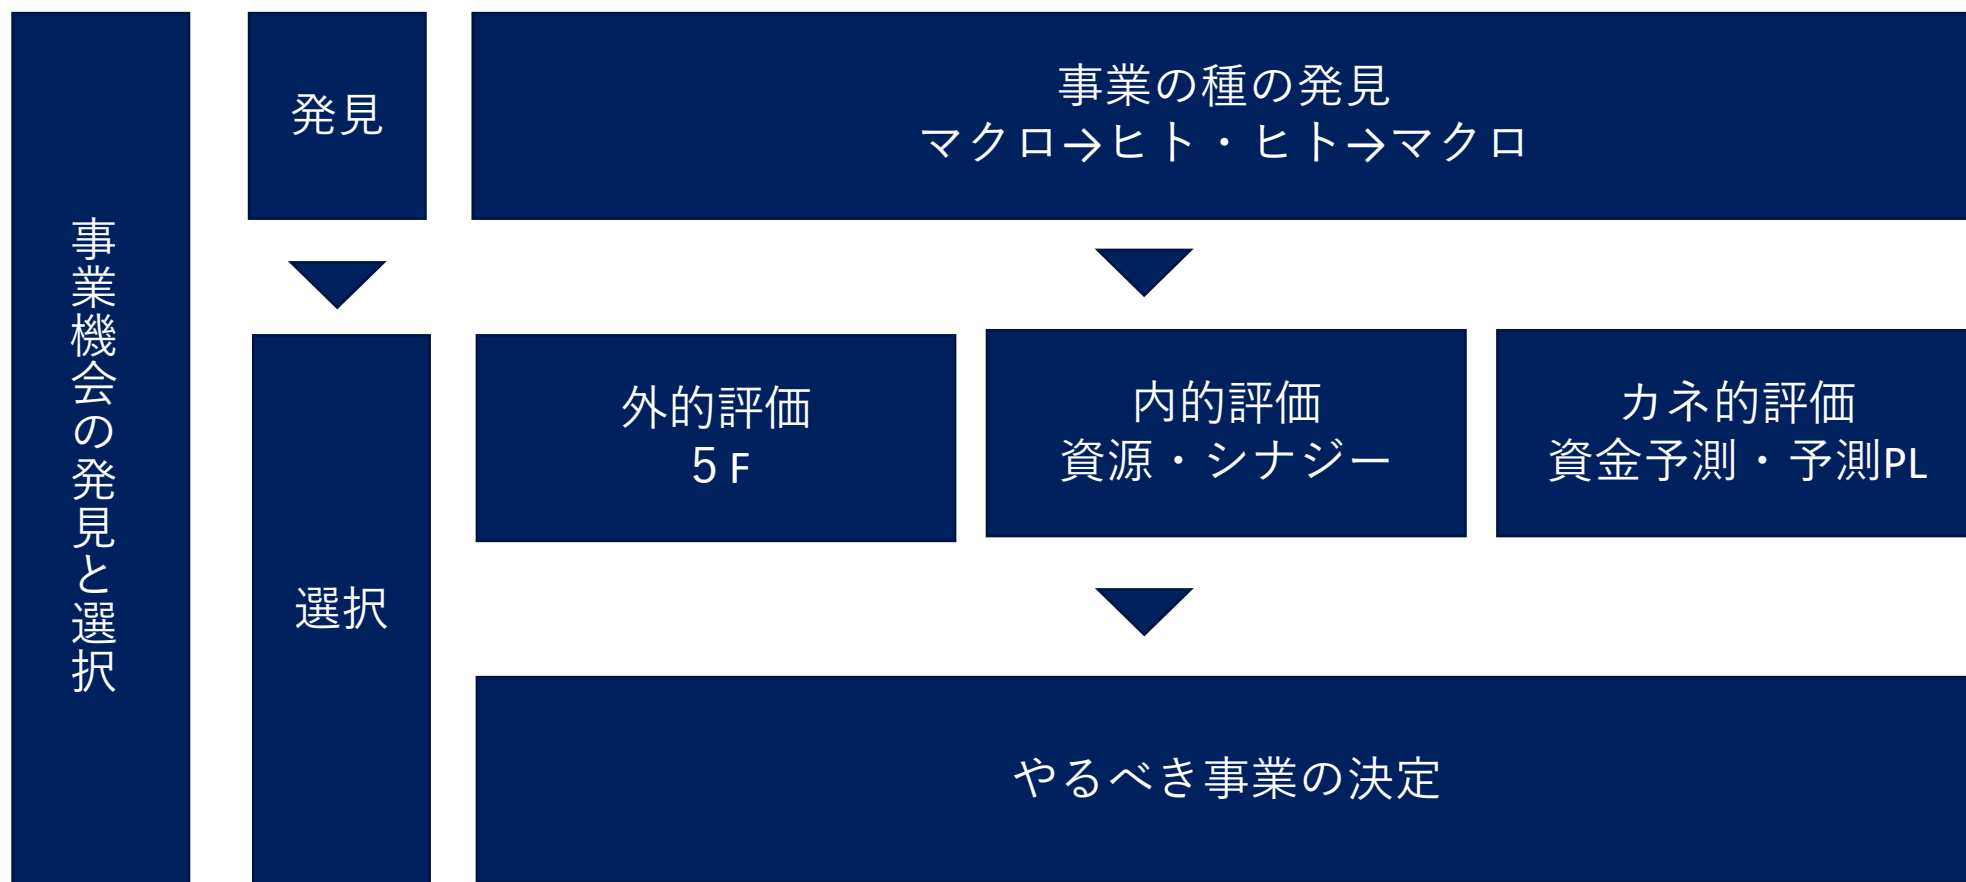 事業機会の発見と選択
発見
事業の種の発見
マクロ→ヒト・ヒト→マクロ
選択
外的評価
５F
内的評価
資源・シナジー
カネ的評価
資金予測・予測PL
やるべき事業の決定